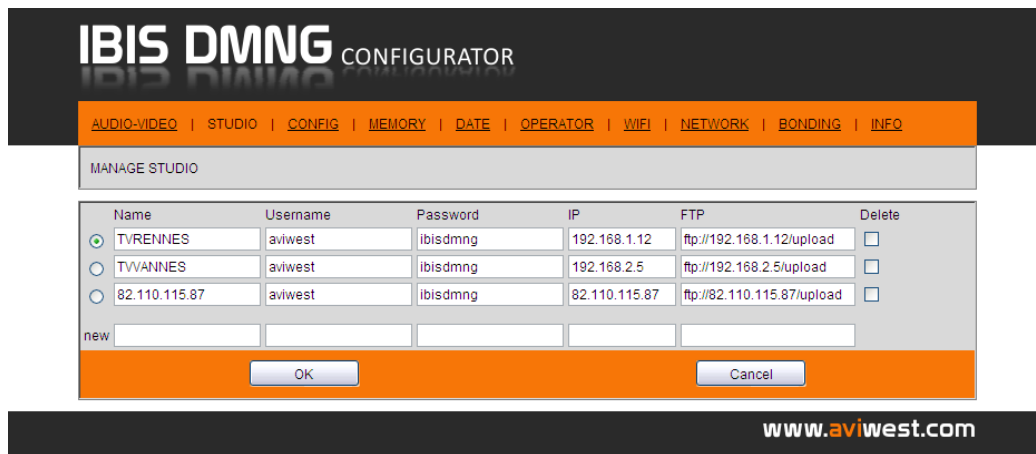 IBIS DMNG CONFIGURATOR
AUDIO-VIDEO | STUDIO | CONFIG | MEMORY | DATE | OPERATOR | WIFI | NETWORK | BONDING | INFO
MANAGE STUDIO
Name Username Password IP FTP Delete
TVRENNES aviwest ibisdmng 192.168.1.12 ftp://192.168.1.12/upload
TVVANNES aviwest ibisdmng 192.168.2.5 ftp://192.168.2.5/upload
82.110.115.87 aviwest ibisdmng 82.110.115.87 ftp://82.110.115.87/upload
new
OK Cancel
www.aviwest.com